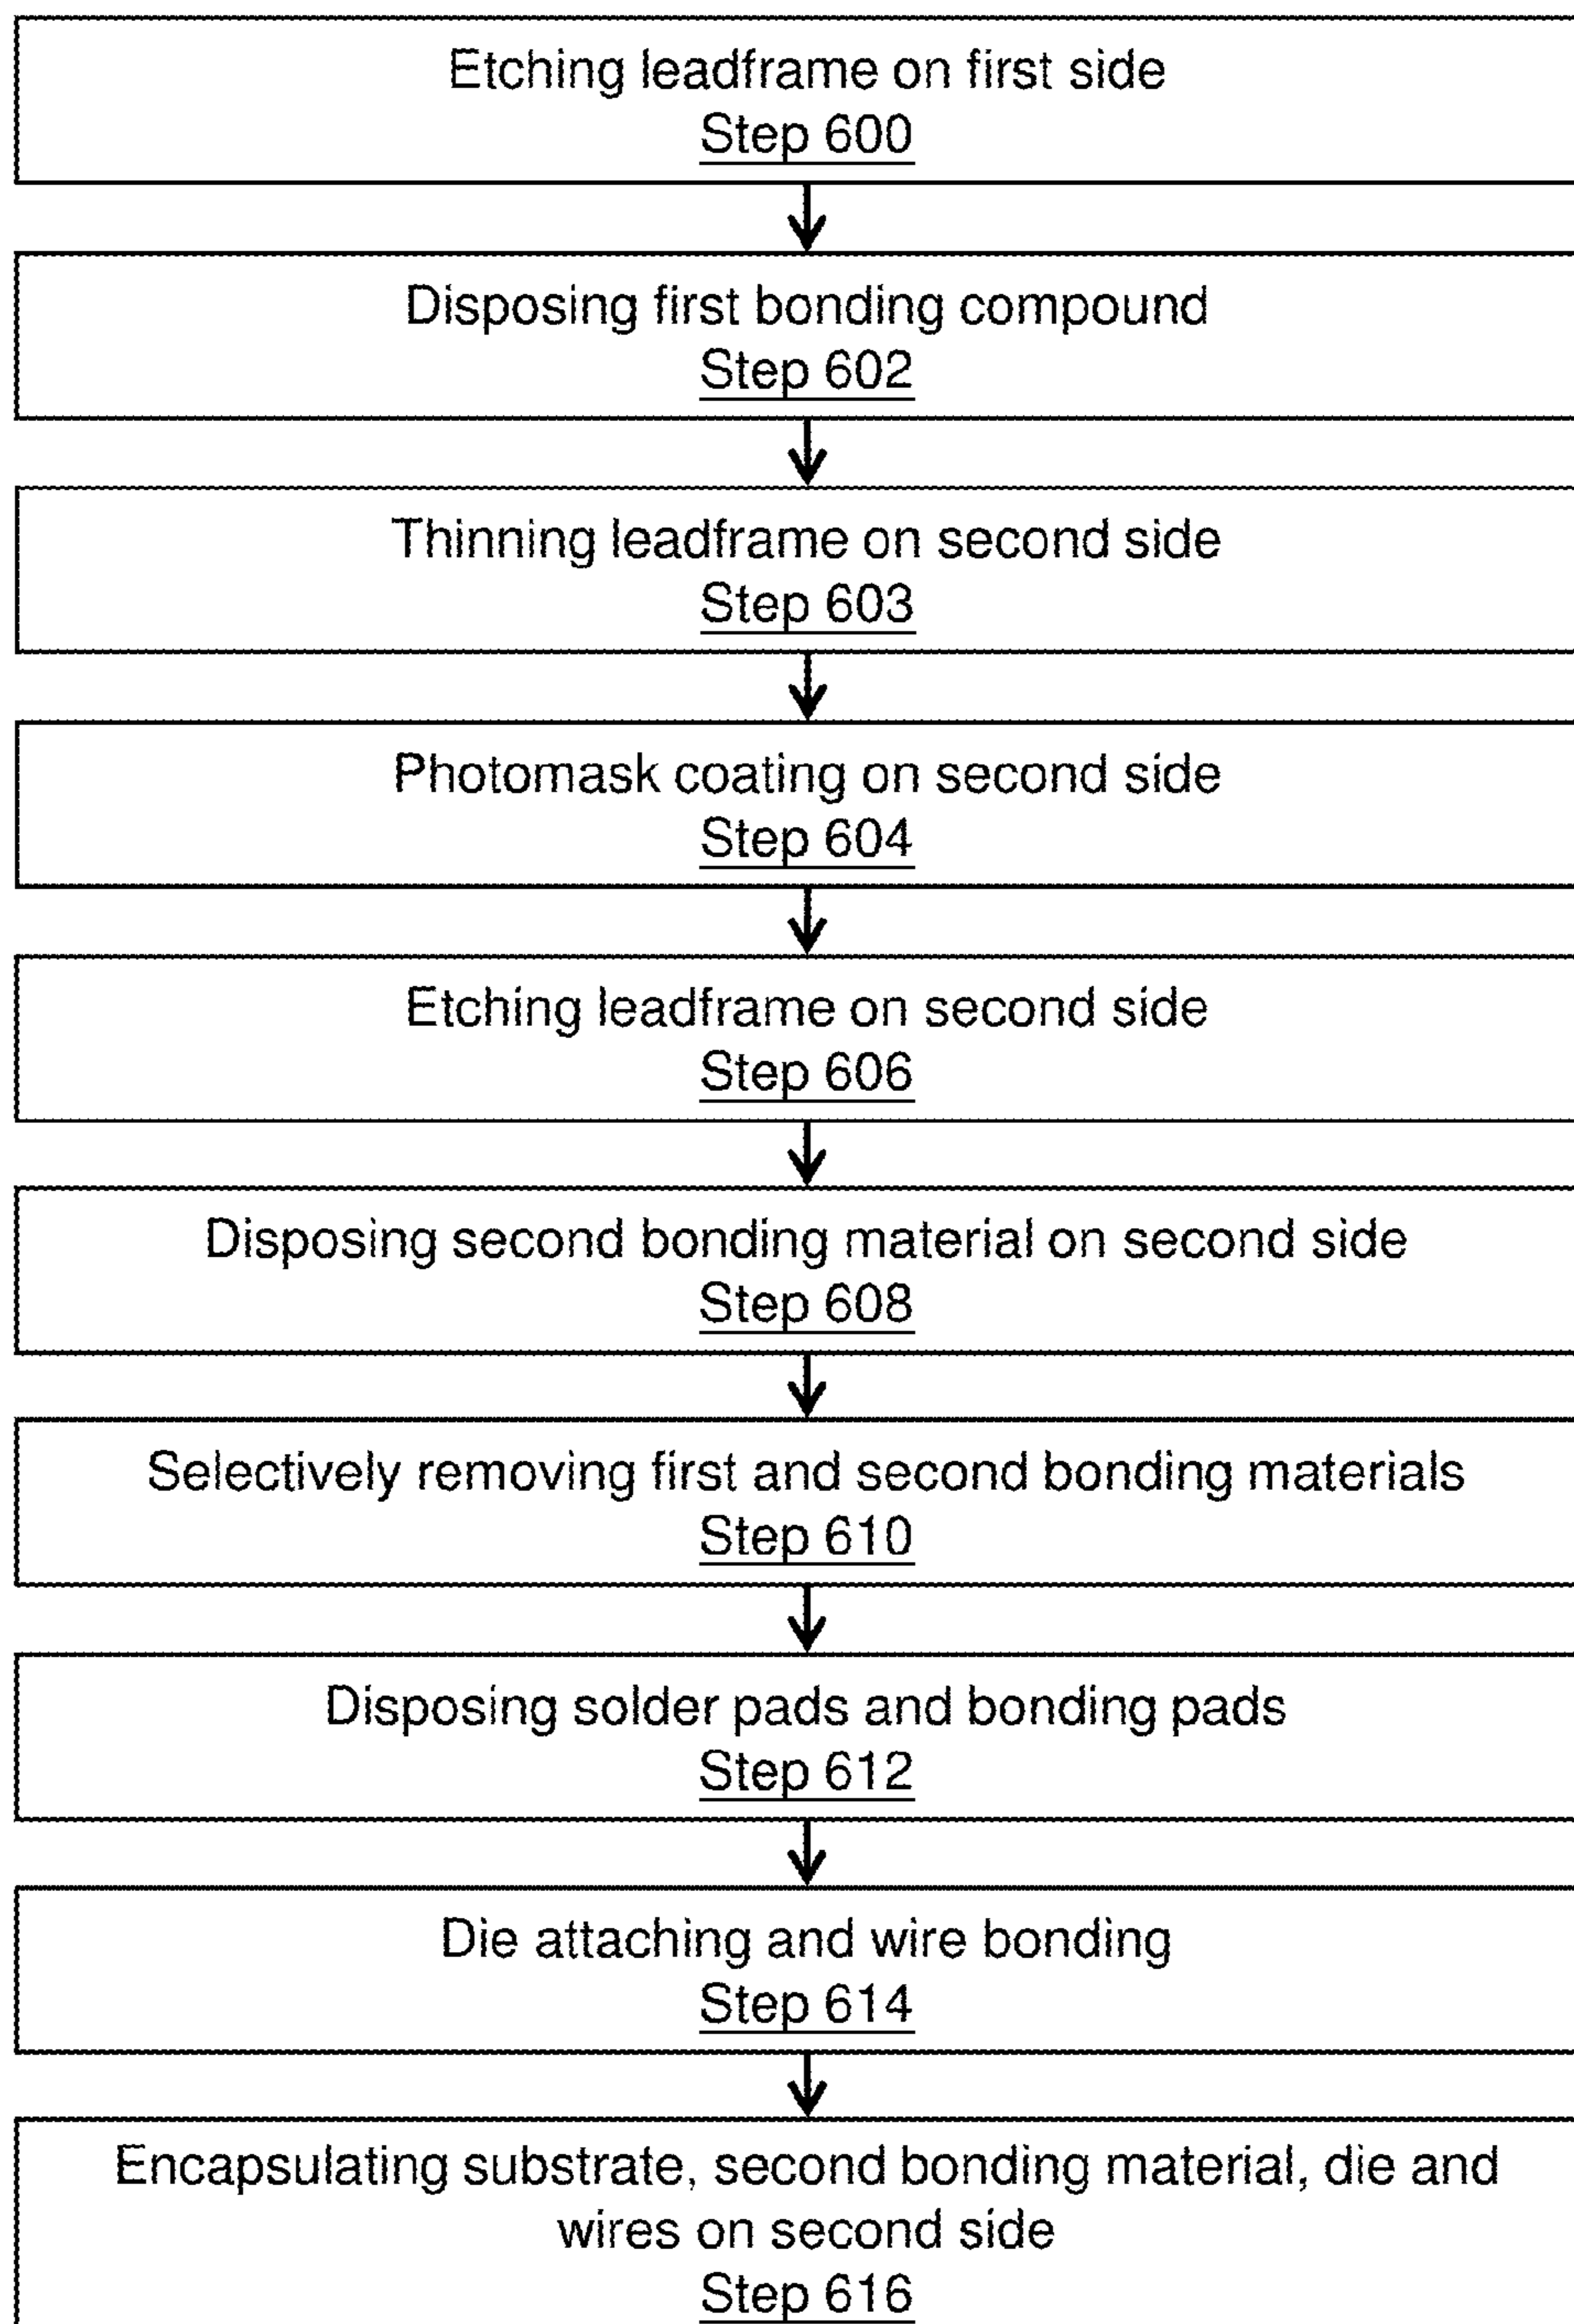 Etching leadframe on first side
Step 600
Disposing first bonding compound
Step 602
Thinning leadframe on second side
Step 603
Photomask coating on second side
Step 604
Etching leadframe on second side
Step 606
Disposing second bonding material on second side
Step 608
Selectively removing first and second bonding materials
Step 610
Disposing solder pads and bonding pads
Step 612
Die attaching and wire bonding
Step 614
Encapsulating substrate, second bonding material, die and
wires on second side
Step 616